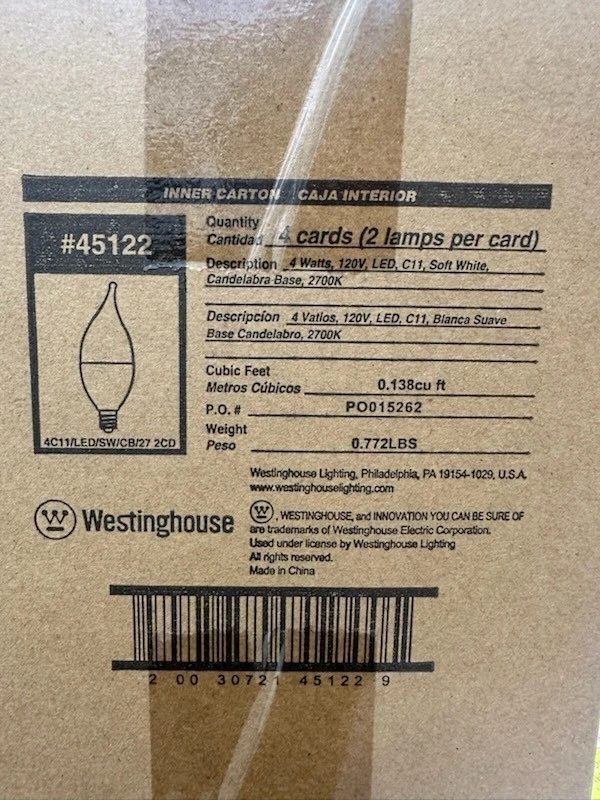 INNER CARTON CAJA INTERIOR
#45122
4C11/LED/SW/CB/27 2CD
Quantity
Cantidad 4 cards (2 lamps per card)
Description 4 Watts, 120V, LED, C11, Soft White,
Candelabra Base, 2700K
Descripcíon 4 Vatios, 120V, LED, C11, Blanca Suave
Base Candelabro, 2700K
Cubic Feet
Metros Cúbicos 0.138cu ft
P.O. # PO015262
Weight
Peso 0.772LBS
Westinghouse Lighting, Philadelphia, PA 19154-1029, U.S.A.
www.westinghouselighting.com
W Westinghouse
W , WESTINGHOUSE, and INNOVATION YOU CAN BE SURE OF
are trademarks of Westinghouse Electric Corporation.
Used under license by Westinghouse Lighting
All rights reserved.
Made in China
2 00 30721 45122 9